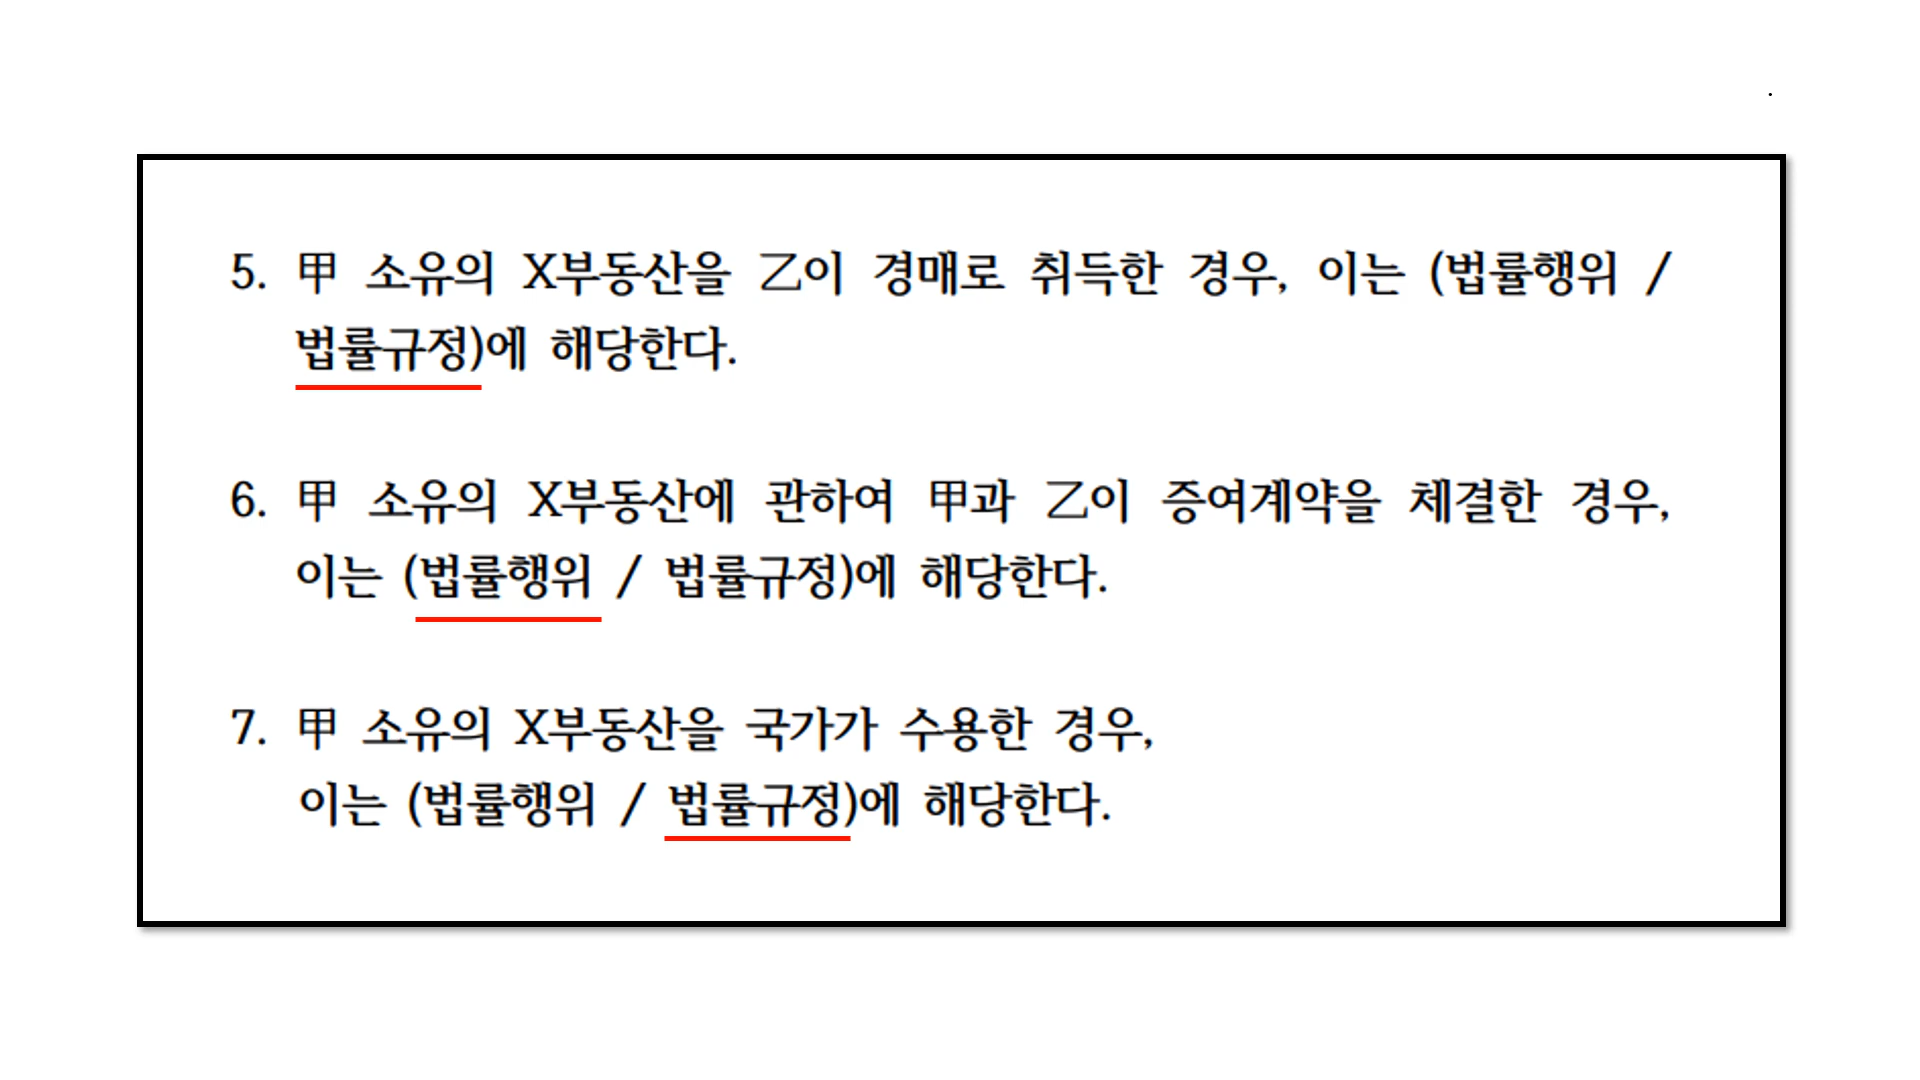 5. 甲 소유의 X부동산을 乙이 경매로 취득한 경우, 이는 (법률행위 /
법률규정)에 해당한다.
6. 甲 소유의 X부동산에 관하여 甲과 乙이 증여계약을 체결한 경우,
이는 (법률행위 / 법률규정)에 해당한다.
7. 甲 소유의 X부동산을 국가가 수용한 경우,
이는 (법률행위 / 법률규정)에 해당한다.